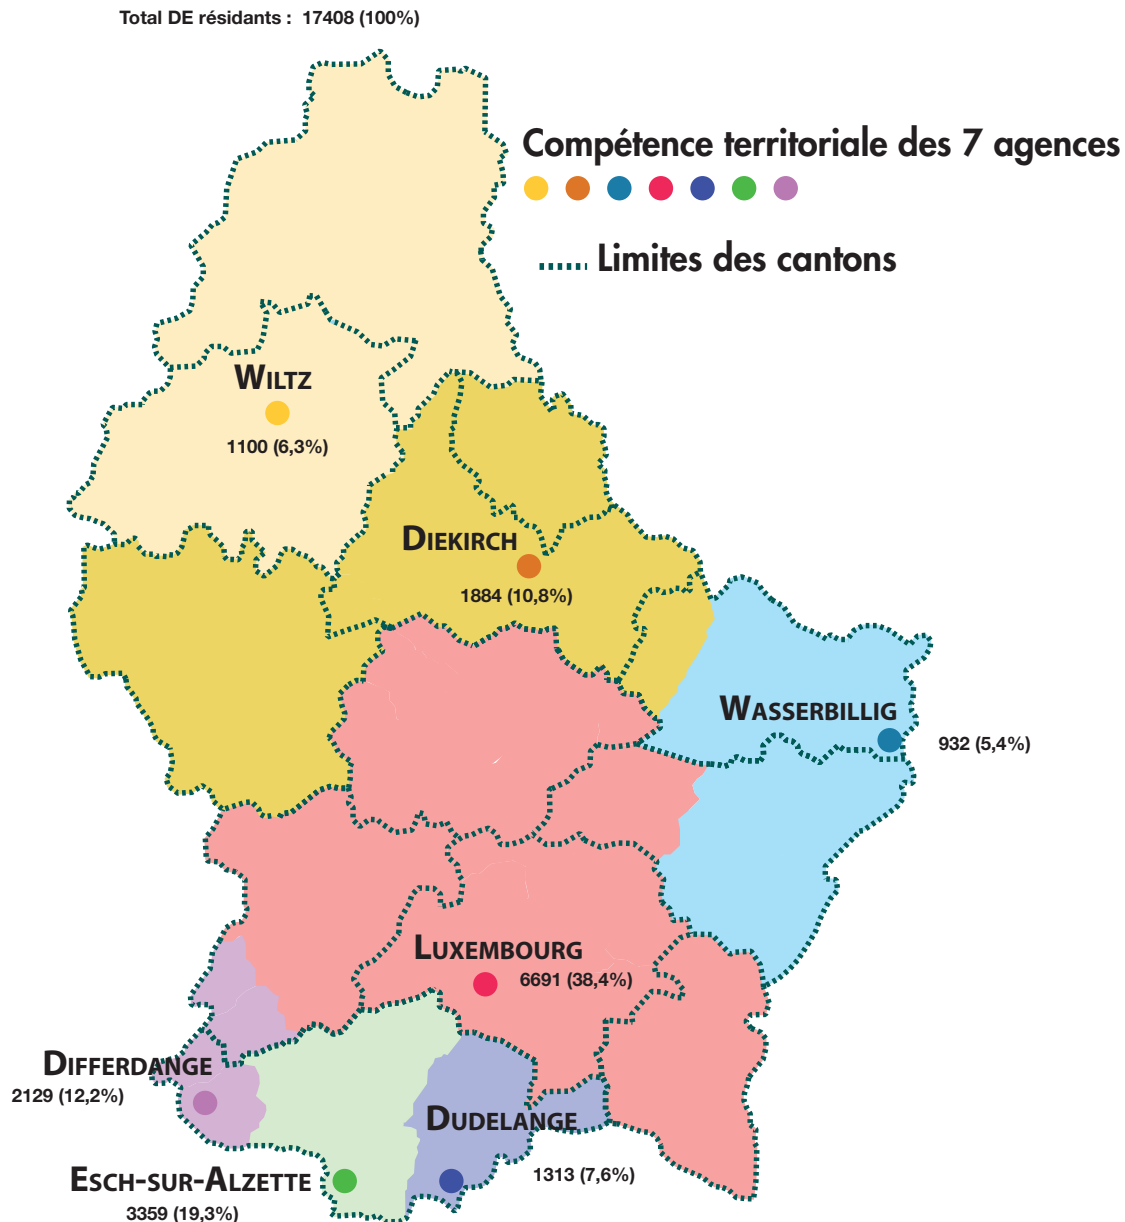 Total DE résidants : 17408 (100%)
Compétence territoriale des 7 agences
Limites des cantons
WILTZ
1100 (6,3%)
DIEKIRCH
1884 (10,8%)
WASSERBILLIG
932 (5,4%)
LUXEMBOURG
6691 (38,4%)
DIFFERDANGE
2129 (12,2%)
DUDELANGE
1313 (7,6%)
ESCH-SUR-ALZETTE
3359 (19,3%)